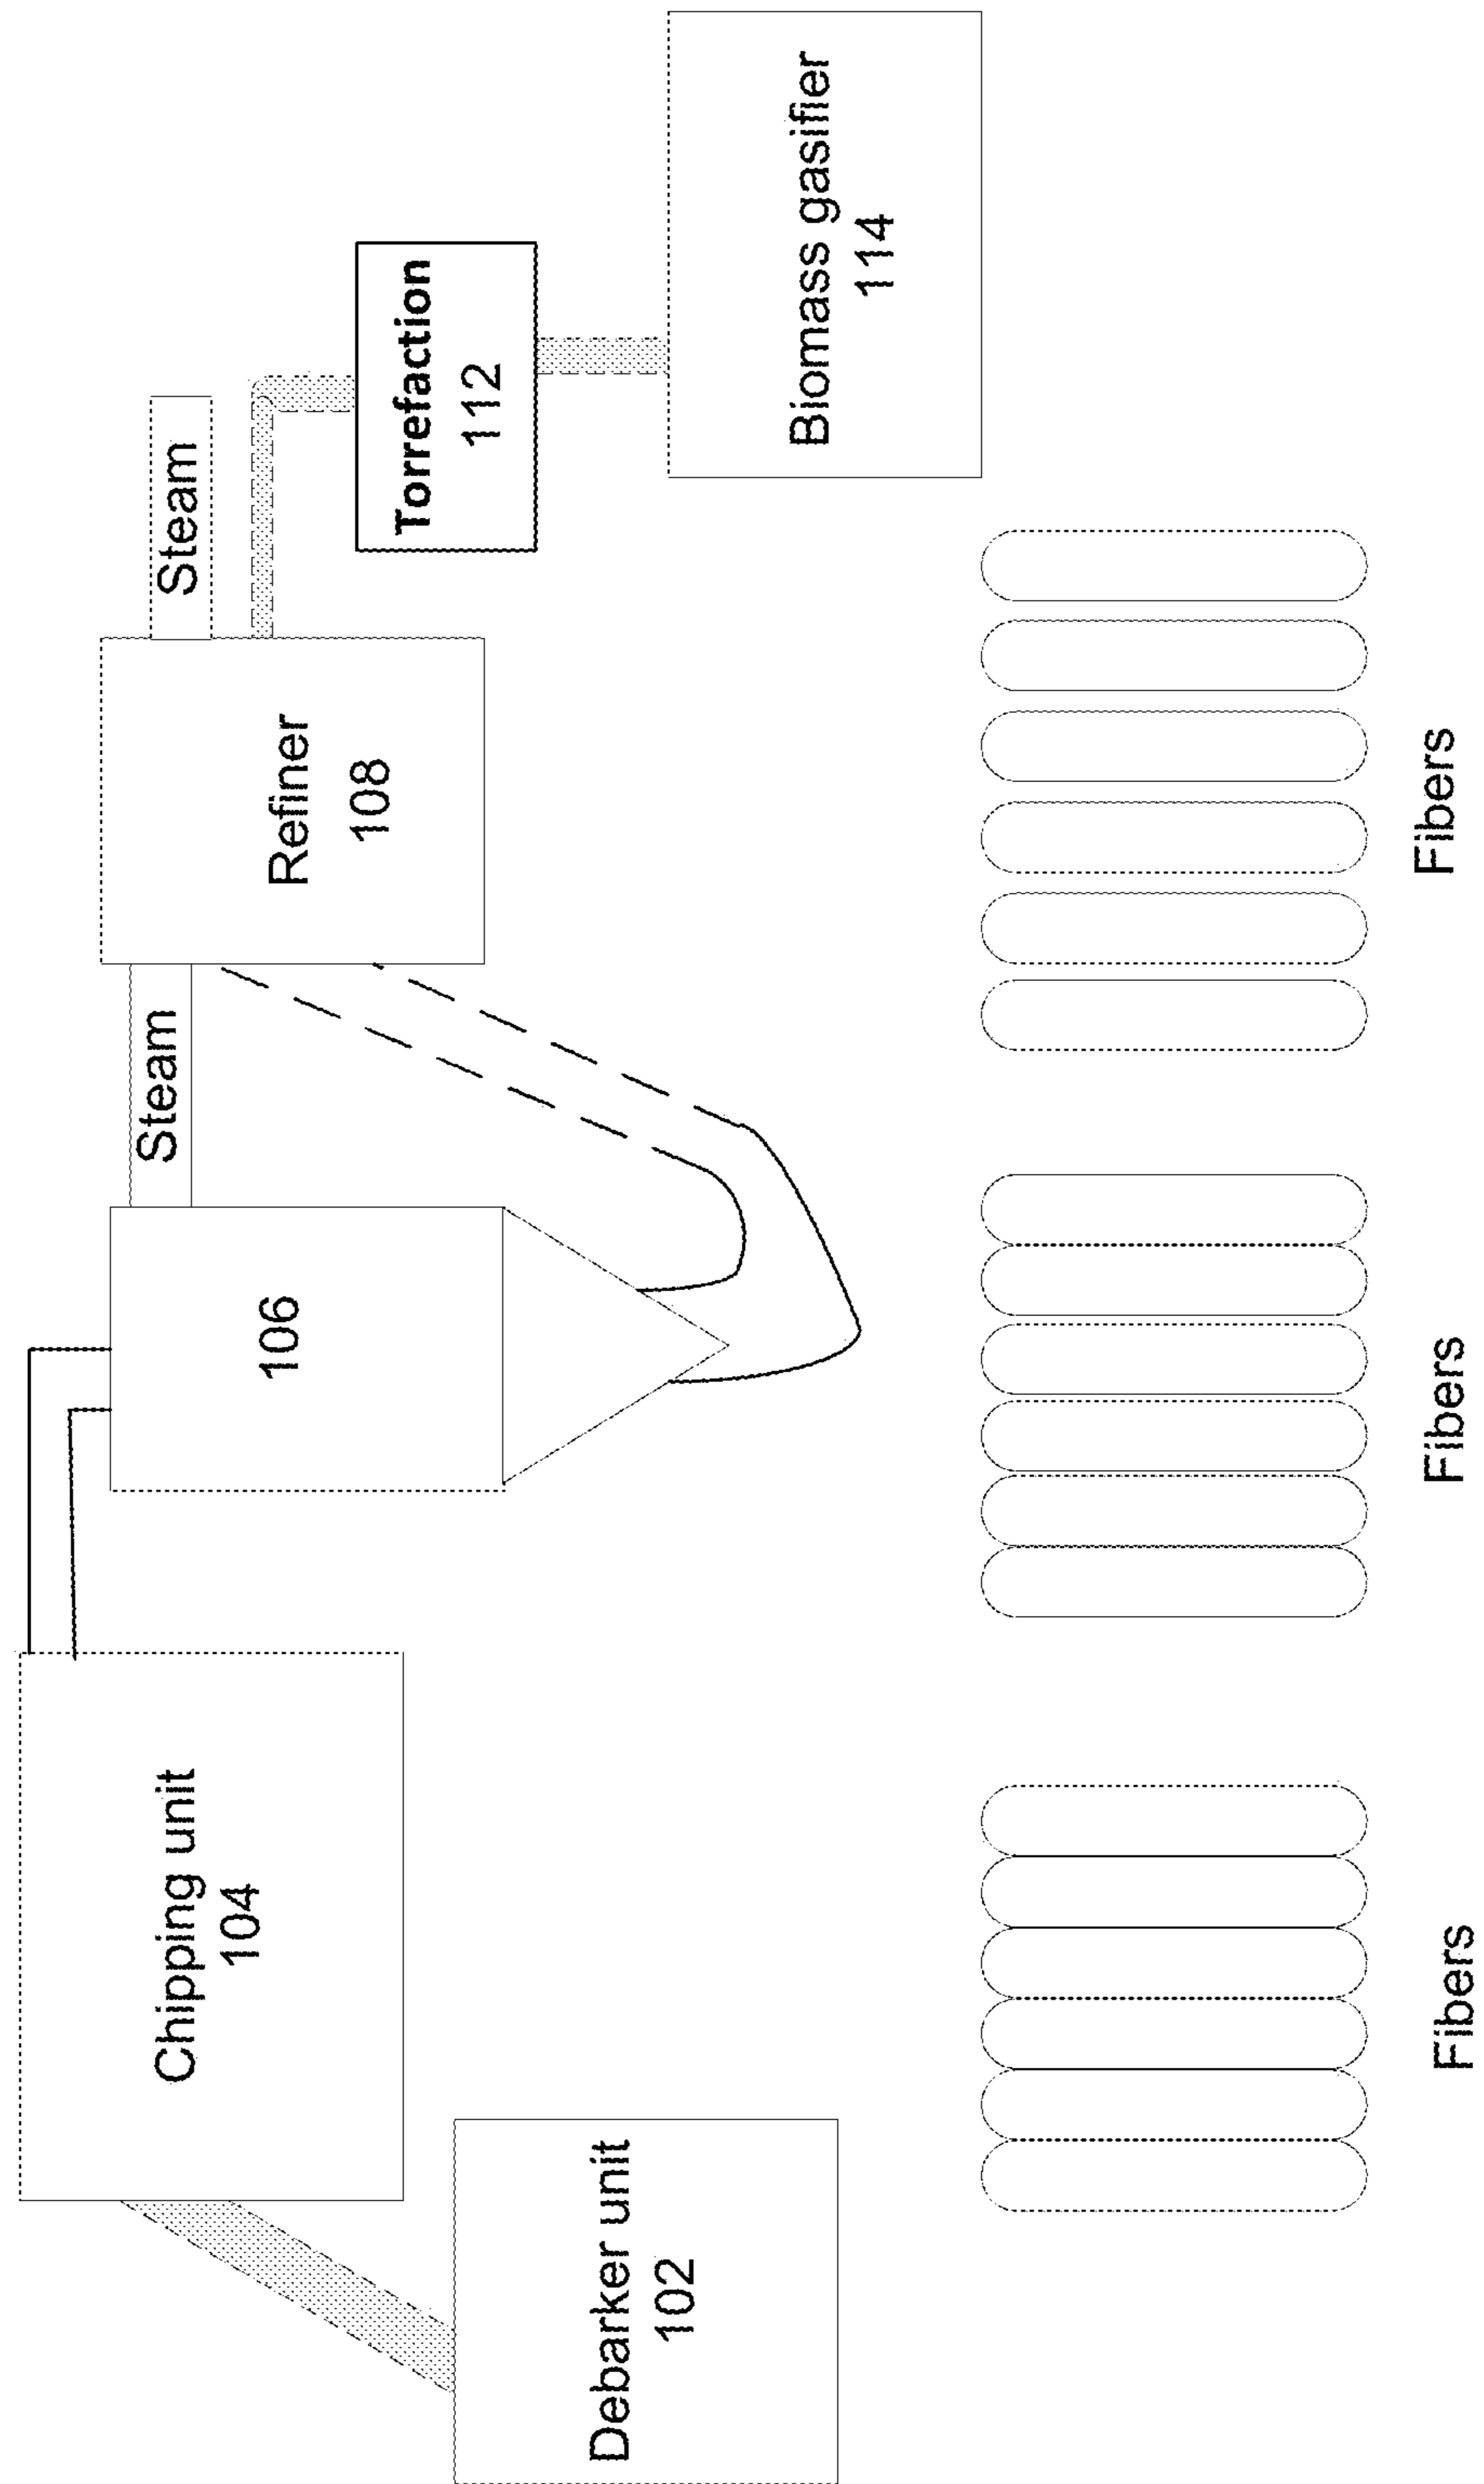 Debarker unit
102
Chipping unit
104
106
Steam
Refiner
108
Steam
Torrefaction
112
Biomass gasifier
114
Fibers
Fibers
Fibers